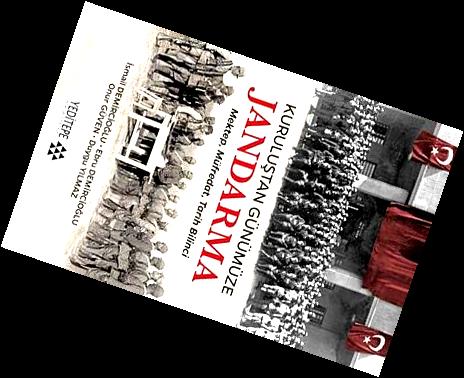 KURULUŞTAN GÜNÜMÜZE
JANDARMA
Mektep, Müfredat, Tarih Bilinci
İsmail DEMİRCİOĞLU - Ebru DEMİRCİOĞLU
Onur GÜVEN - Duygu YILMAZ
YEDİTEPE